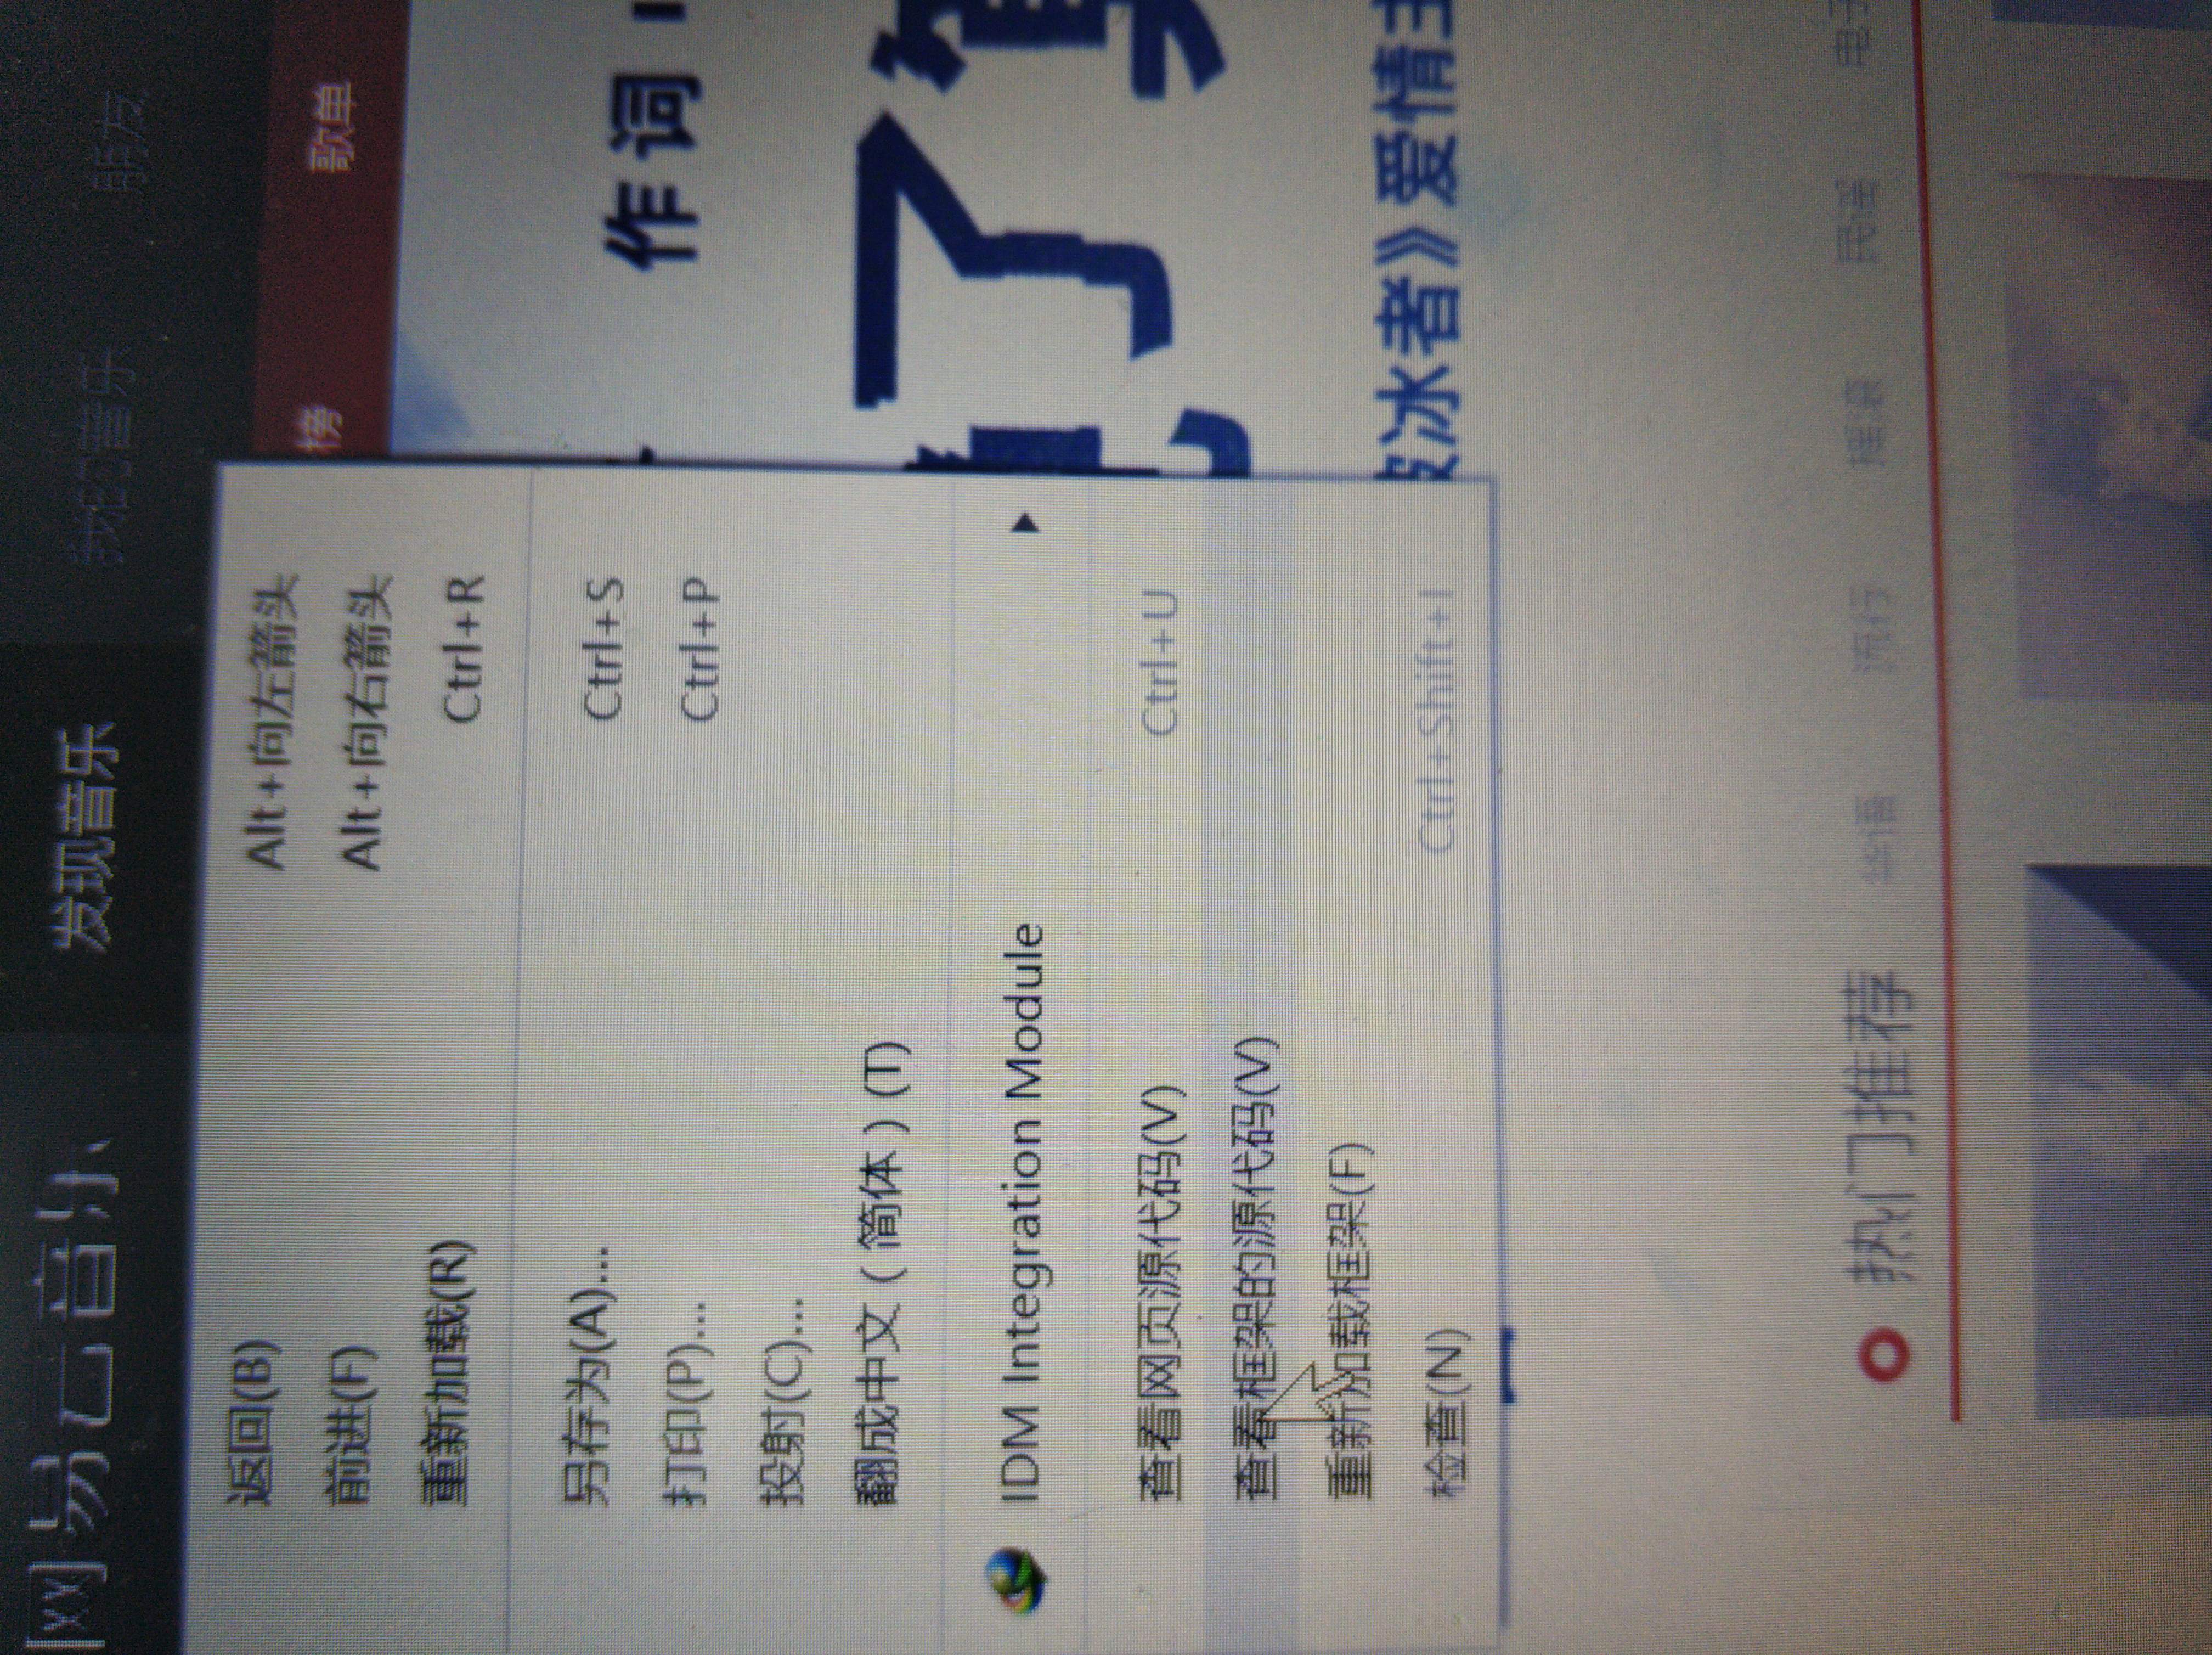 网易云音乐 发现音乐 我的音乐 朋友
榜 歌单
返回(B) Alt+向左箭头
前进(F) Alt+向右箭头
重新加载(R) Ctrl+R
另存为(A)... Ctrl+S
打印(P)... Ctrl+P
投射(C)...
翻成中文（简体）(T)
IDM Integration Module
查看网页源代码(V) Ctrl+U
查看框架的源代码(V)
重新加载框架(F)
检查(N) Ctrl+Shift+I
作词
了
冰者》爱情主
热门推荐 华语 流行 摇滚 民谣 电子